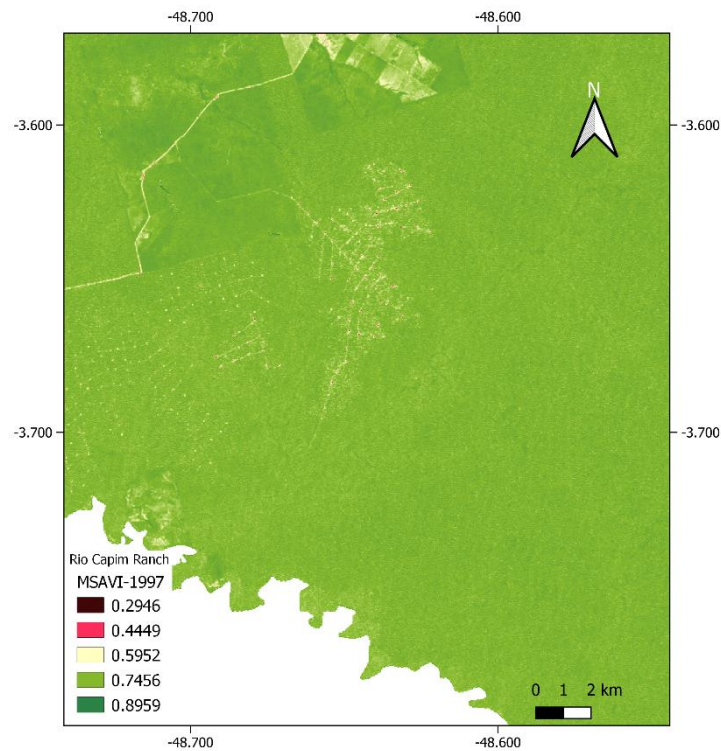 -48.700 -48.600
N
-3.600 -3.600
-3.700 -3.700
Rio Capim Ranch
MSAVI-1997
0.2946
0.4449
0.5952
0.7456
0.8959
0 1 2 km
-48.700 -48.600